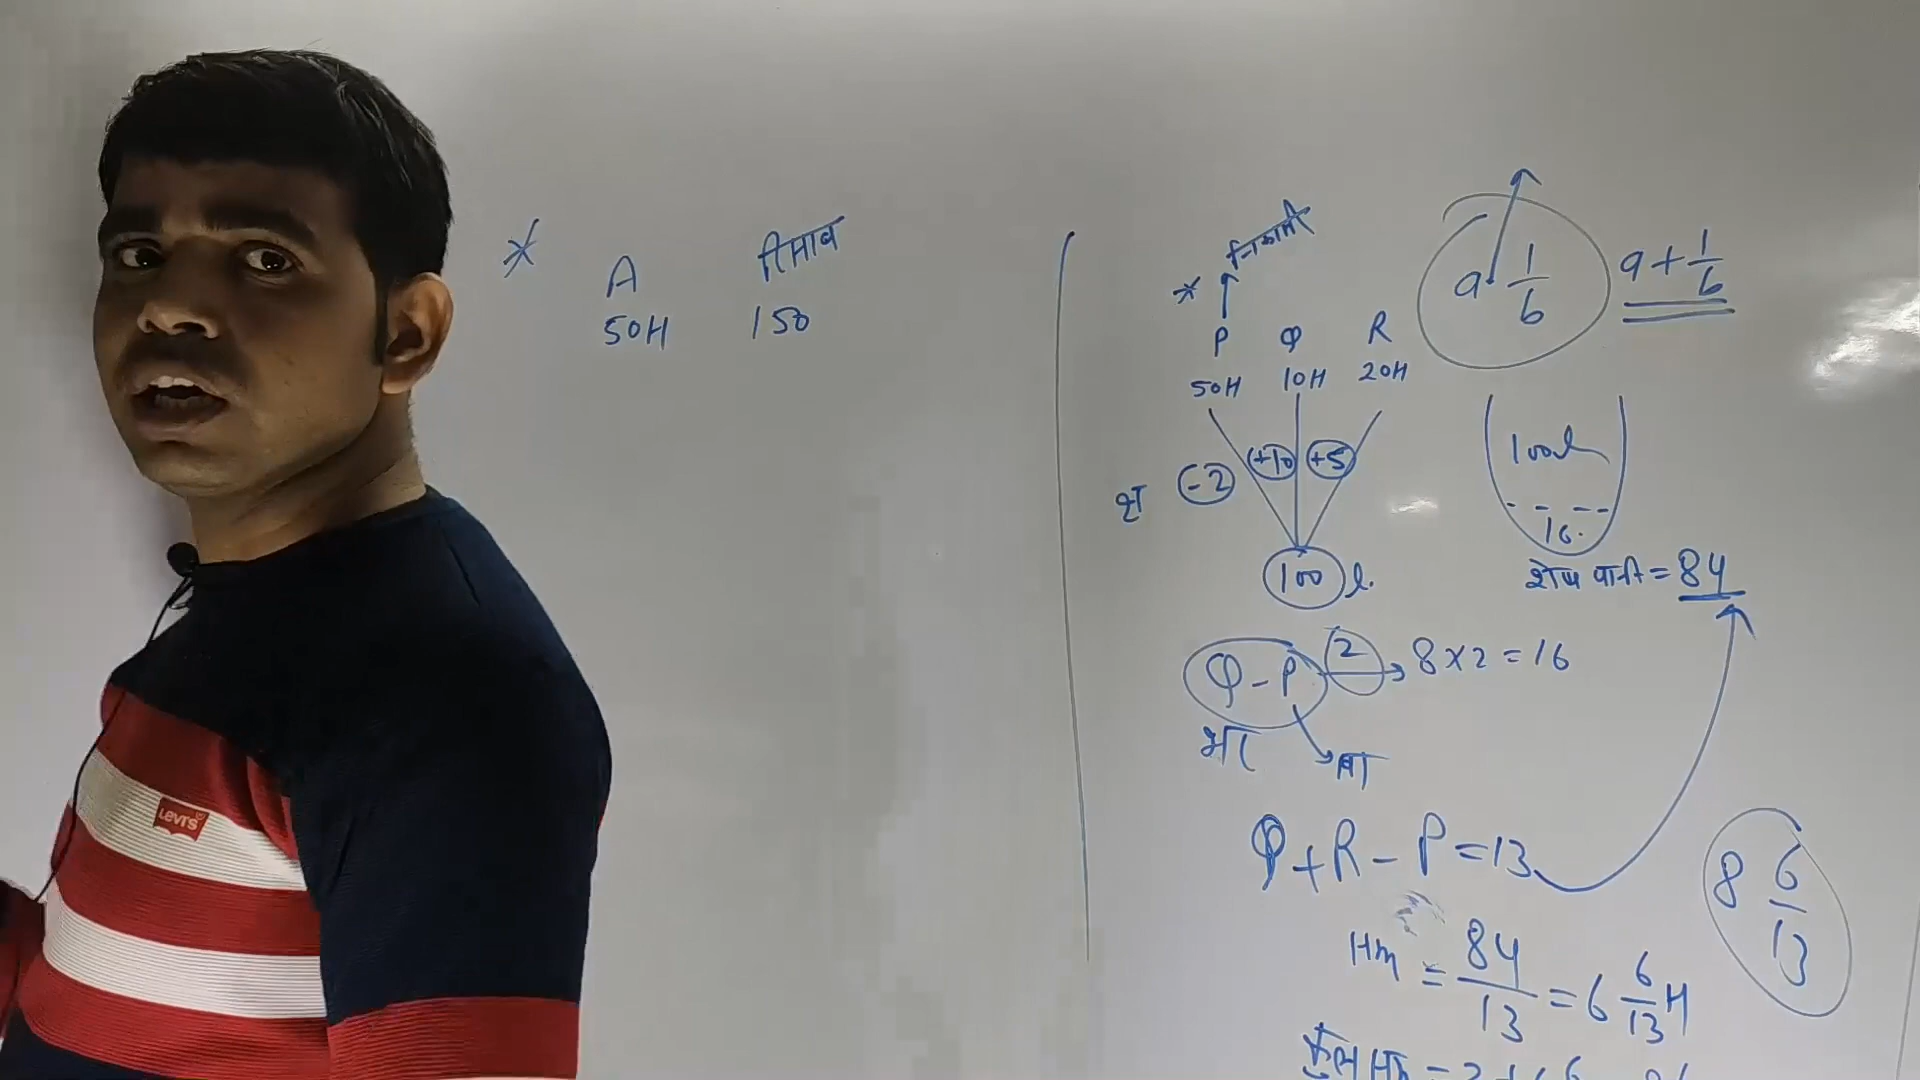 * A रिसाव
50H 150
* निकासी
P Q R
50H 10H 20H
a 1/6 a+1/6
-2 +10 +5
100 l.
100l
16.
शेष पानी = 84
Q-P 2 → 8×2=16
Q+R-P=13
= 84/13 = 6 6/13 H
8 6/13
Levi's